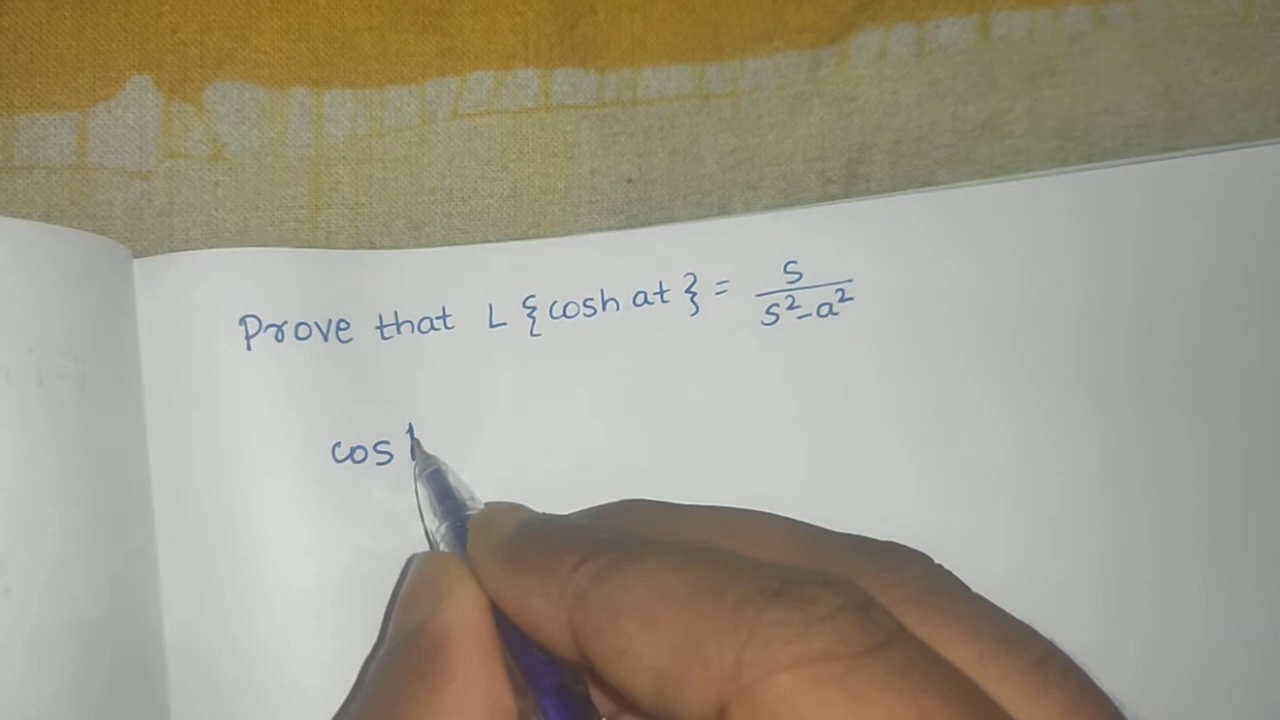 Prove that L {cosh at} = s / s²-a²
cos h